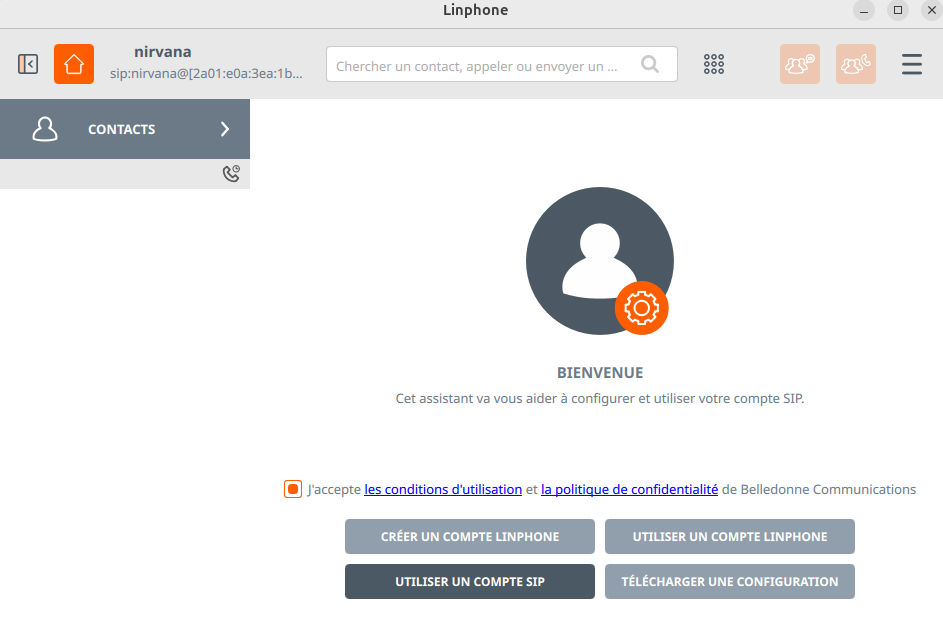 Linphone
nirvana
sip:nirvana@[2a01:e0a:3ea:1b...
Chercher un contact, appeler ou envoyer un ...
CONTACTS
BIENVENUE
Cet assistant va vous aider à configurer et utiliser votre compte SIP.
J'accepte les conditions d'utilisation et la politique de confidentialité de Belledonne Communications
CRÉER UN COMPTE LINPHONE
UTILISER UN COMPTE LINPHONE
UTILISER UN COMPTE SIP
TÉLÉCHARGER UNE CONFIGURATION